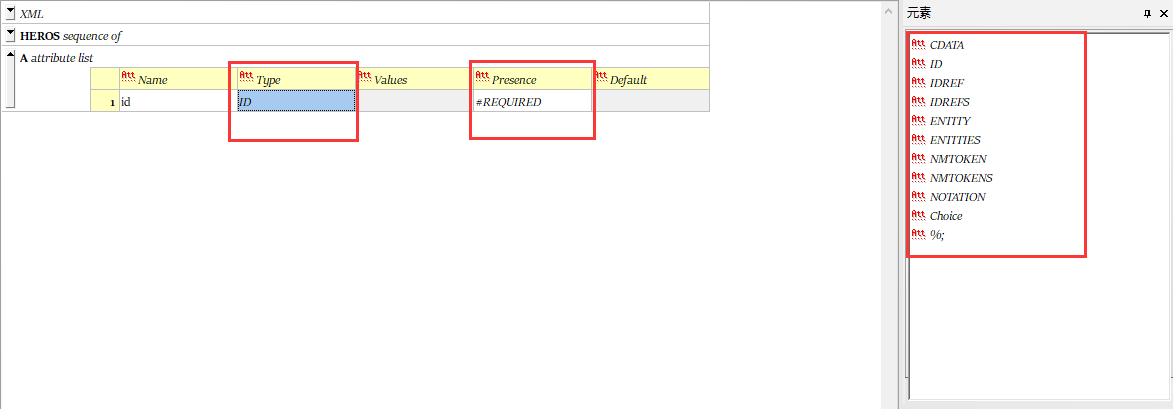 XML
HEROS sequence of
A attribute list
Att Name Att Type Att Values Att Presence Att Default
1 id ID #REQUIRED
元素
Att CDATA
Att ID
Att IDREF
Att IDREFS
Att ENTITY
Att ENTITIES
Att NMTOKEN
Att NMTOKENS
Att NOTATION
Att Choice
Att %;